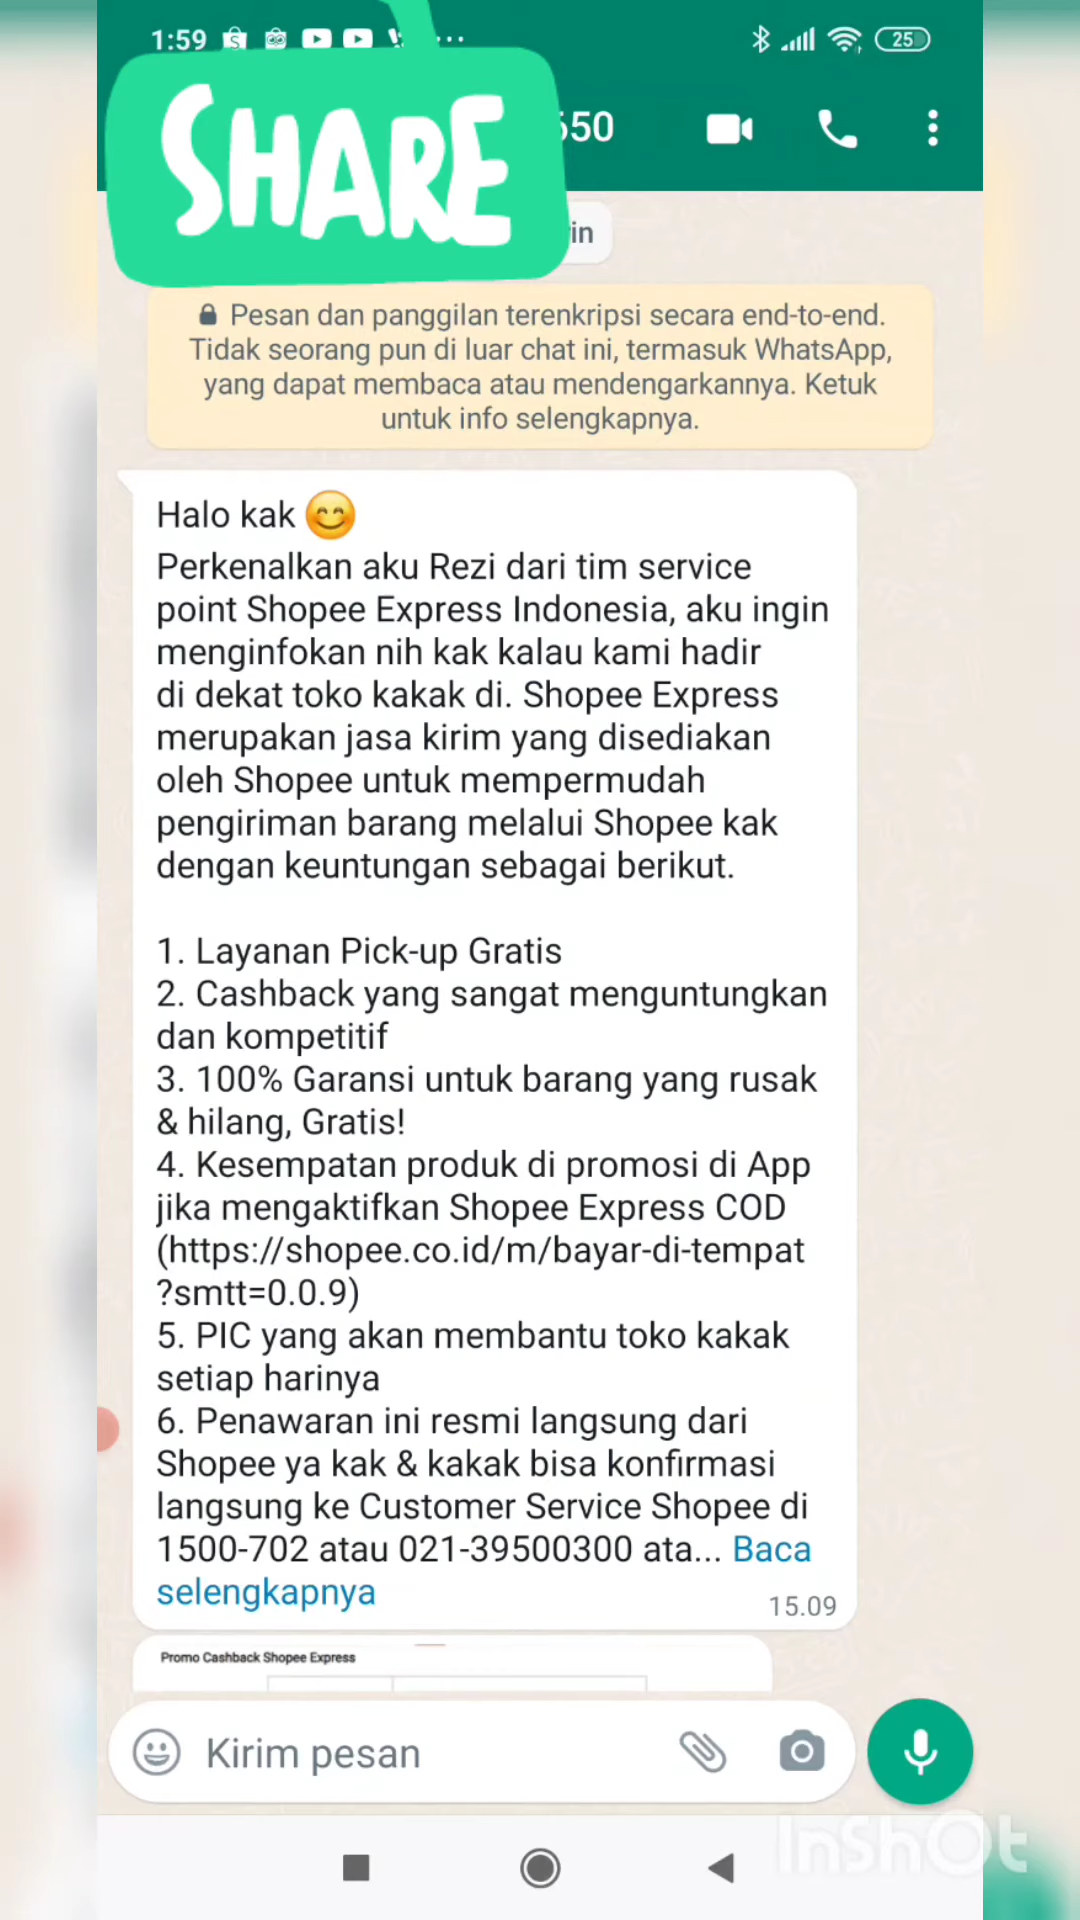 1:59
25
SHARE
550
in
Pesan dan panggilan terenkripsi secara end-to-end.
Tidak seorang pun di luar chat ini, termasuk WhatsApp,
yang dapat membaca atau mendengarkannya. Ketuk
untuk info selengkapnya.
Halo kak 😊
Perkenalkan aku Rezi dari tim service
point Shopee Express Indonesia, aku ingin
menginfokan nih kak kalau kami hadir
di dekat toko kakak di. Shopee Express
merupakan jasa kirim yang disediakan
oleh Shopee untuk mempermudah
pengiriman barang melalui Shopee kak
dengan keuntungan sebagai berikut.
1. Layanan Pick-up Gratis
2. Cashback yang sangat menguntungkan
dan kompetitif
3. 100% Garansi untuk barang yang rusak
& hilang, Gratis!
4. Kesempatan produk di promosi di App
jika mengaktifkan Shopee Express COD
(https://shopee.co.id/m/bayar-di-tempat
?smtt=0.0.9)
5. PIC yang akan membantu toko kakak
setiap harinya
6. Penawaran ini resmi langsung dari
Shopee ya kak & kakak bisa konfirmasi
langsung ke Customer Service Shopee di
1500-702 atau 021-39500300 ata... Baca
selengkapnya
15.09
Promo Cashback Shopee Express
Kirim pesan
InShOt